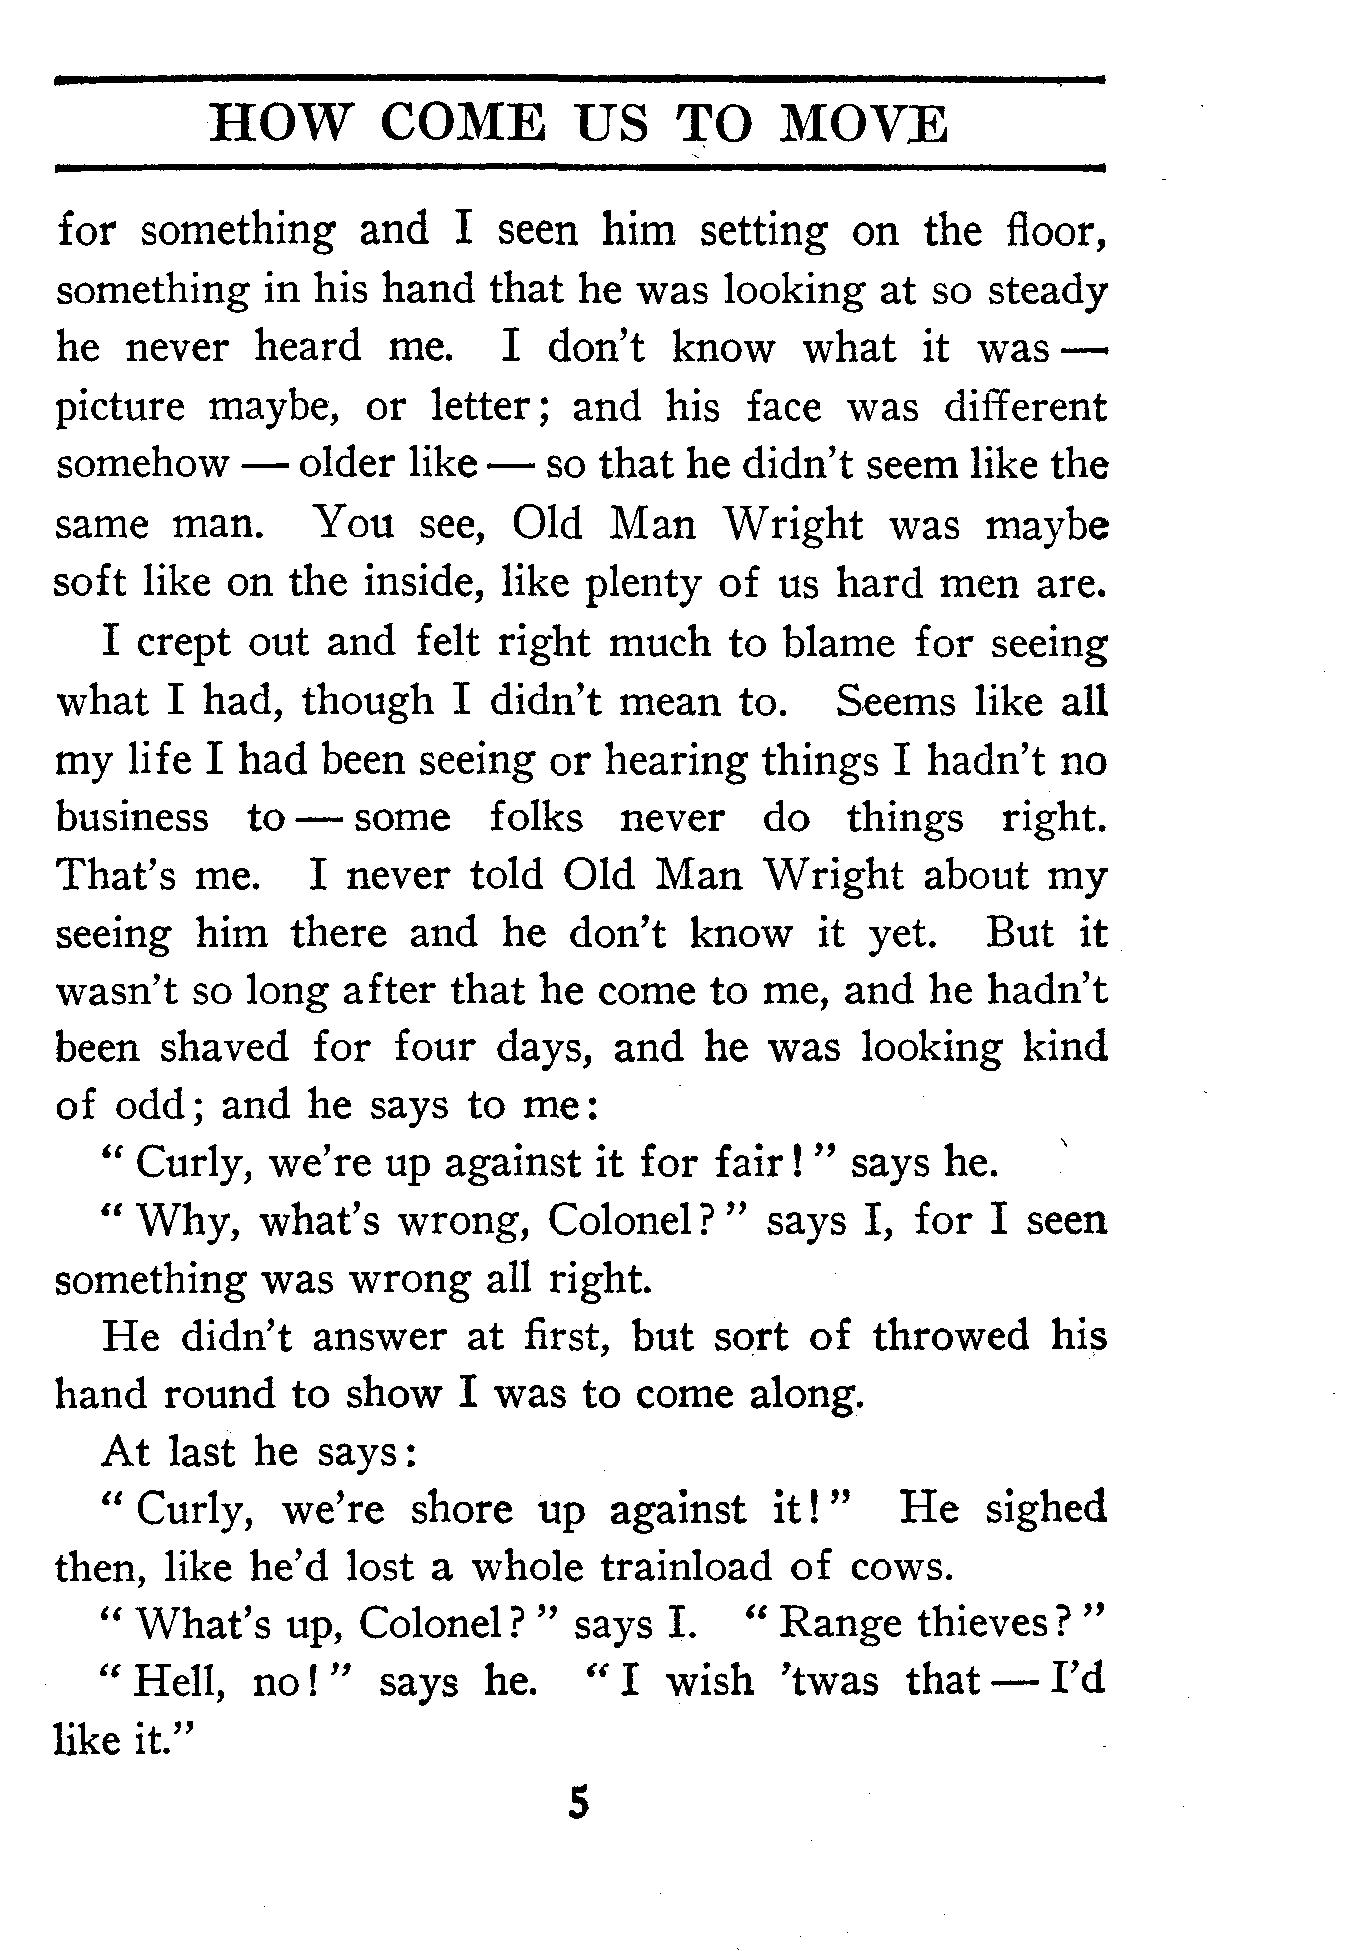 HOW COME US TO MOVE
for something and I seen him setting on the floor,
something in his hand that he was looking at so steady
he never heard me. I don't know what it was —
picture maybe, or letter; and his face was different
somehow — older like — so that he didn't seem like the
same man. You see, Old Man Wright was maybe
soft like on the inside, like plenty of us hard men are.
I crept out and felt right much to blame for seeing
what I had, though I didn't mean to. Seems like all
my life I had been seeing or hearing things I hadn't no
business to — some folks never do things right.
That's me. I never told Old Man Wright about my
seeing him there and he don't know it yet. But it
wasn't so long after that he come to me, and he hadn't
been shaved for four days, and he was looking kind
of odd; and he says to me:
" Curly, we're up against it for fair! " says he.
" Why, what's wrong, Colonel? " says I, for I seen
something was wrong all right.
He didn't answer at first, but sort of throwed his
hand round to show I was to come along.
At last he says:
" Curly, we're shore up against it! " He sighed
then, like he'd lost a whole trainload of cows.
" What's up, Colonel? " says I. " Range thieves? "
" Hell, no! " says he. " I wish 'twas that — I'd
like it."
5